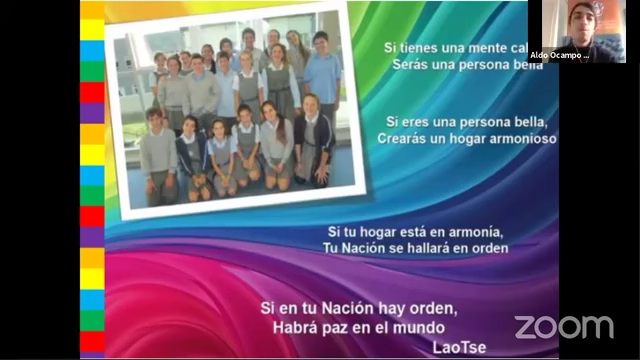 Si tienes una mente
Serás una persona bella
Si eres una persona bella,
Crearás un hogar armonioso
Si tu hogar está en armonía,
Tu Nación se hallará en orden
Si en tu Nación hay orden,
Habrá paz en el mundo
LaoTse
Aldo Ocampo ...
zoom